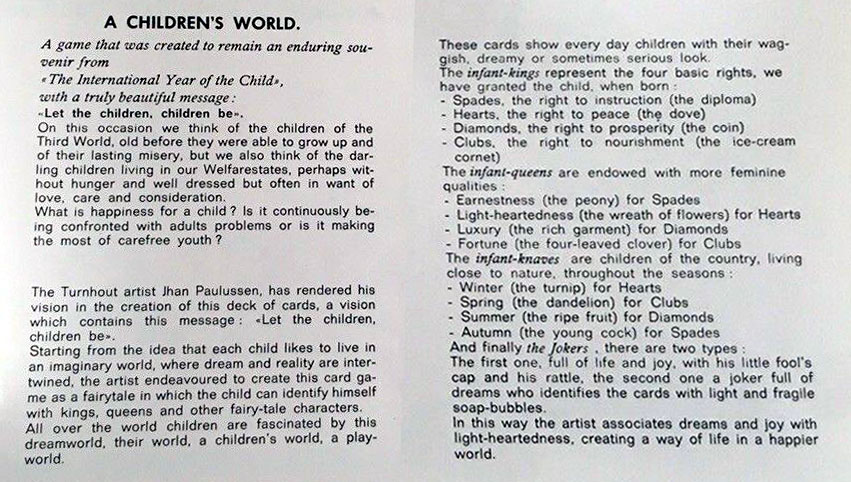 A CHILDREN'S WORLD.
A game that was created to remain an enduring sou-
venir from
«The International Year of the Child»,
with a truly beautiful message :
«Let the children, children be».
On this occasion we think of the children of the
Third World, old before they were able to grow up and
of their lasting misery, but we also think of the dar-
ling children living in our Welfarestates, perhaps wit-
hout hunger and well dressed but often in want of
love, care and consideration.
What is happiness for a child ? Is it continuously be-
ing confronted with adults problems or is it making
the most of carefree youth ?
The Turnhout artist Jhan Paulussen, has rendered his
vision in the creation of this deck of cards, a vision
which contains this message : «Let the children,
children be».
Starting from the idea that each child likes to live in
an imaginary world, where dream and reality are inter-
twined, the artist endeavoured to create this card ga-
me as a fairytale in which the child can identify himself
with kings, queens and other fairy-tale characters.
All over the world children are fascinated by this
dreamworld, their world, a children's world, a play-
world.
These cards show every day children with their wag-
gish, dreamy or sometimes serious look.
The infant-kings represent the four basic rights, we
have granted the child, when born :
- Spades, the right to instruction (the diploma)
- Hearts, the right to peace (the dove)
- Diamonds, the right to prosperity (the coin)
- Clubs, the right to nourishment (the ice-cream
cornet)
The infant-queens are endowed with more feminine
qualities :
- Earnestness (the peony) for Spades
- Light-heartedness (the wreath of flowers) for Hearts
- Luxury (the rich garment) for Diamonds
- Fortune (the four-leaved clover) for Clubs
The infant-knaves are children of the country, living
close to nature, throughout the seasons :
- Winter (the turnip) for Hearts
- Spring (the dandelion) for Clubs
- Summer (the ripe fruit) for Diamonds
- Autumn (the young cock) for Spades
And finally the Jokers , there are two types :
The first one, full of life and joy, with his little fool's
cap and his rattle, the second one a joker full of
dreams who identifies the cards with light and fragile
soap-bubbles.
In this way the artist associates dreams and joy with
light-heartedness, creating a way of life in a happier
world.